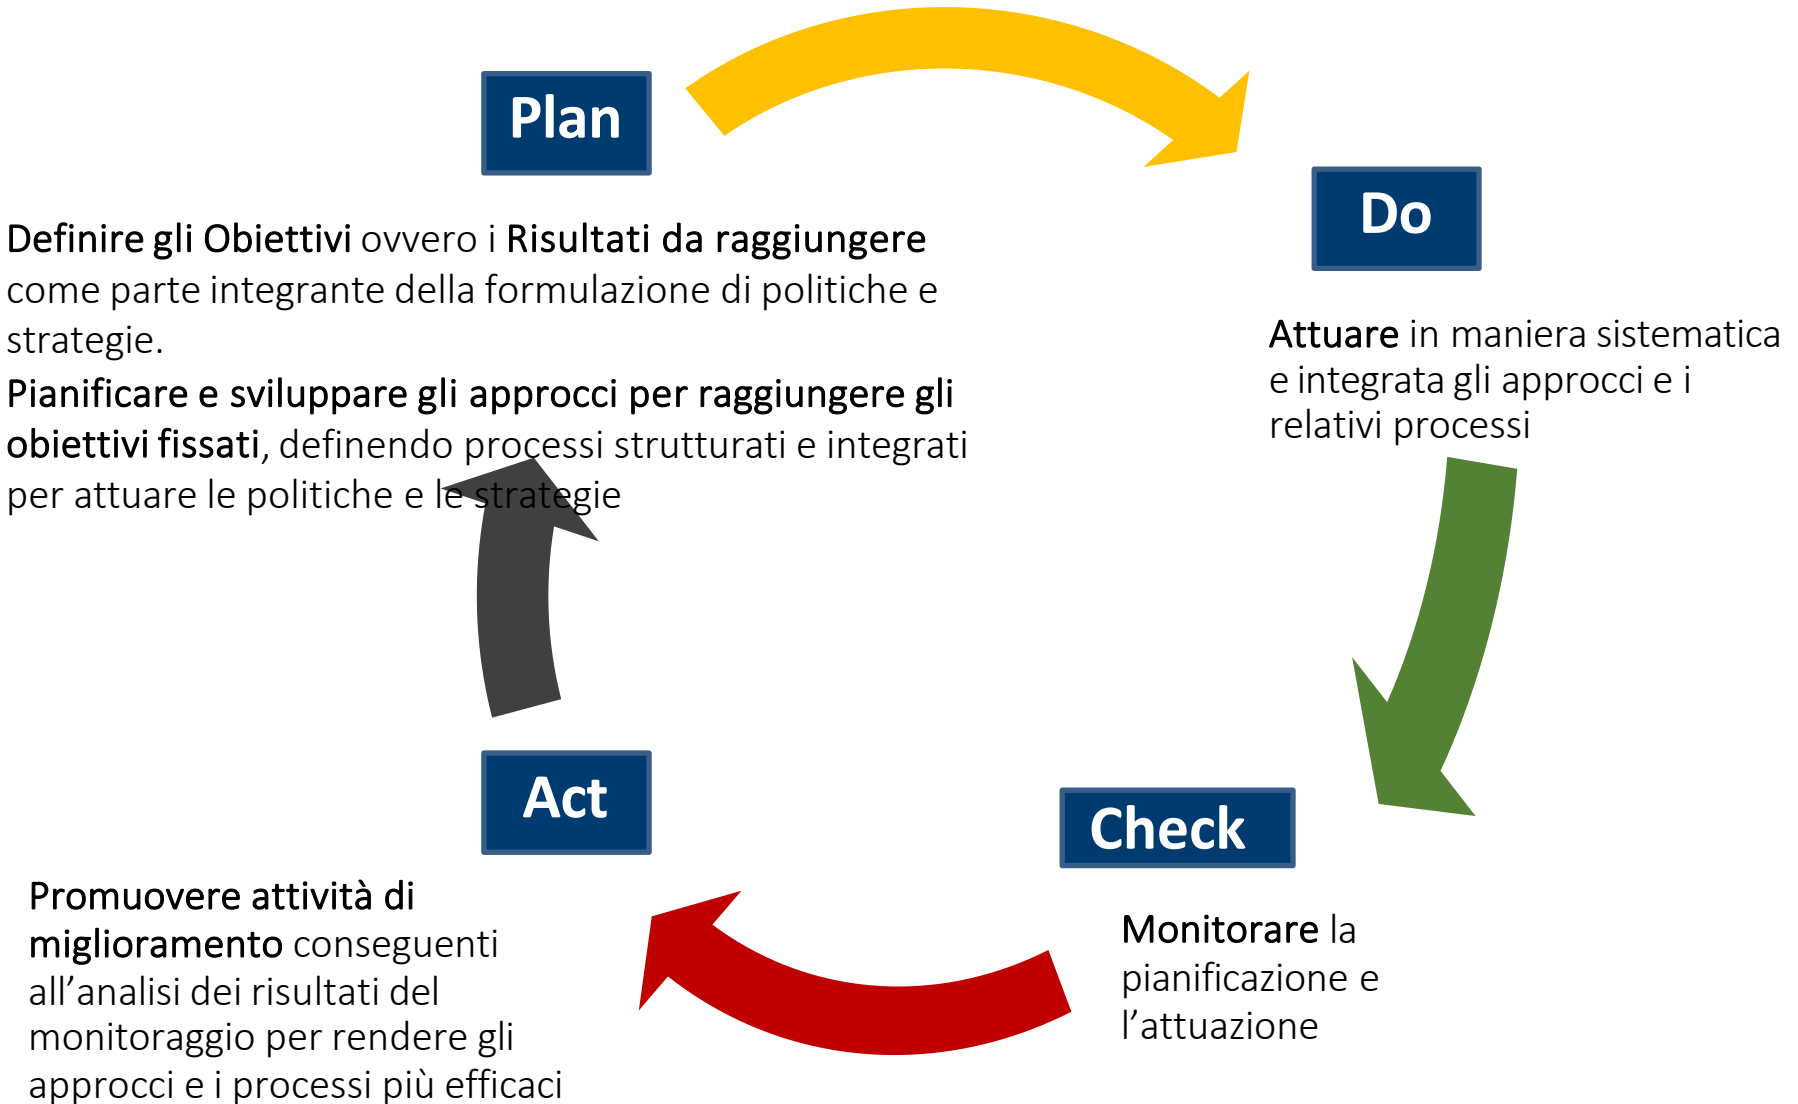 Plan
Definire gli Obiettivi ovvero i Risultati da raggiungere
come parte integrante della formulazione di politiche e
strategie.
Pianificare e sviluppare gli approcci per raggiungere gli
obiettivi fissati, definendo processi strutturati e integrati
per attuare le politiche e le strategie
Do
Attuare in maniera sistematica
e integrata gli approcci e i
relativi processi
Check
Monitorare la
pianificazione e
l’attuazione
Act
Promuovere attività di
miglioramento conseguenti
all’analisi dei risultati del
monitoraggio per rendere gli
approcci e i processi più efficaci